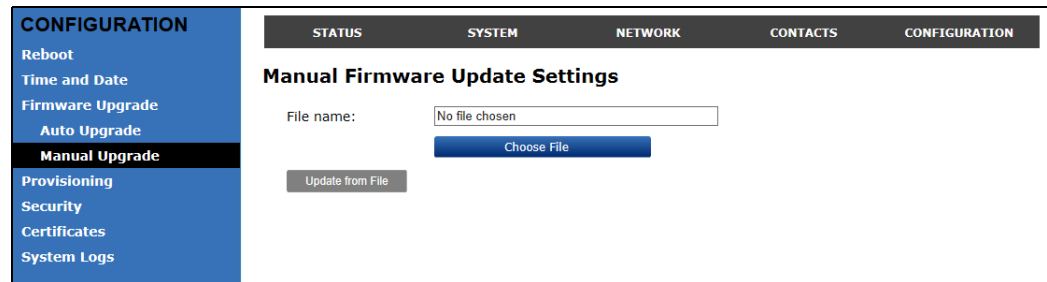 CONFIGURATION
Reboot
Time and Date
Firmware Upgrade
Auto Upgrade
Manual Upgrade
Provisioning
Security
Certificates
System Logs
STATUS SYSTEM NETWORK CONTACTS CONFIGURATION
Manual Firmware Update Settings
File name: No file chosen
Choose File
Update from File